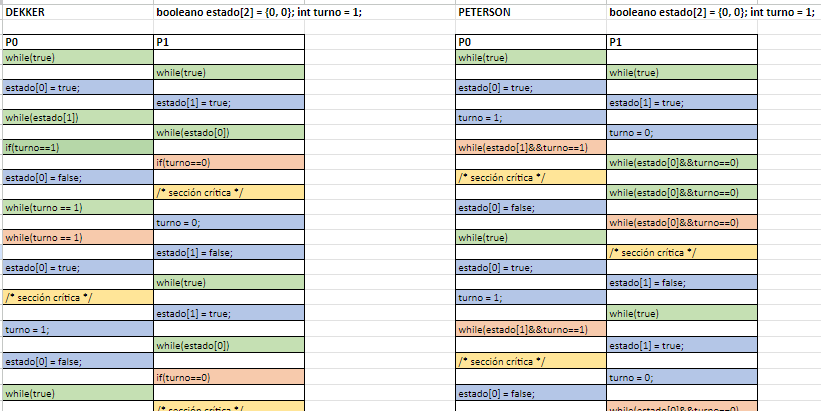 DEKKER booleano estado[2] = {0, 0}; int turno = 1; PETERSON booleano estado[2] = {0, 0}; int turno = 1;
P0 P1 P0 P1
while(true) while(true)
while(true) while(true)
estado[0] = true; estado[0] = true;
estado[1] = true; estado[1] = true;
while(estado[1]) turno = 1;
while(estado[0]) turno = 0;
if(turno==1) while(estado[1]&&turno==1)
if(turno==0) while(estado[0]&&turno==0)
estado[0] = false; /* sección crítica */
/* sección crítica */ while(estado[0]&&turno==0)
while(turno == 1) estado[0] = false;
turno = 0; while(estado[0]&&turno==0)
while(turno == 1) while(true)
estado[1] = false; /* sección crítica */
estado[0] = true; estado[0] = true;
while(true) estado[1] = false;
/* sección crítica */ turno = 1;
estado[1] = true; while(true)
turno = 1; while(estado[1]&&turno==1)
while(estado[0]) estado[1] = true;
estado[0] = false; /* sección crítica */
if(turno==0) turno = 0;
while(true) estado[0] = false;
/* sección crítica */ while(estado[0]&&turno==0)